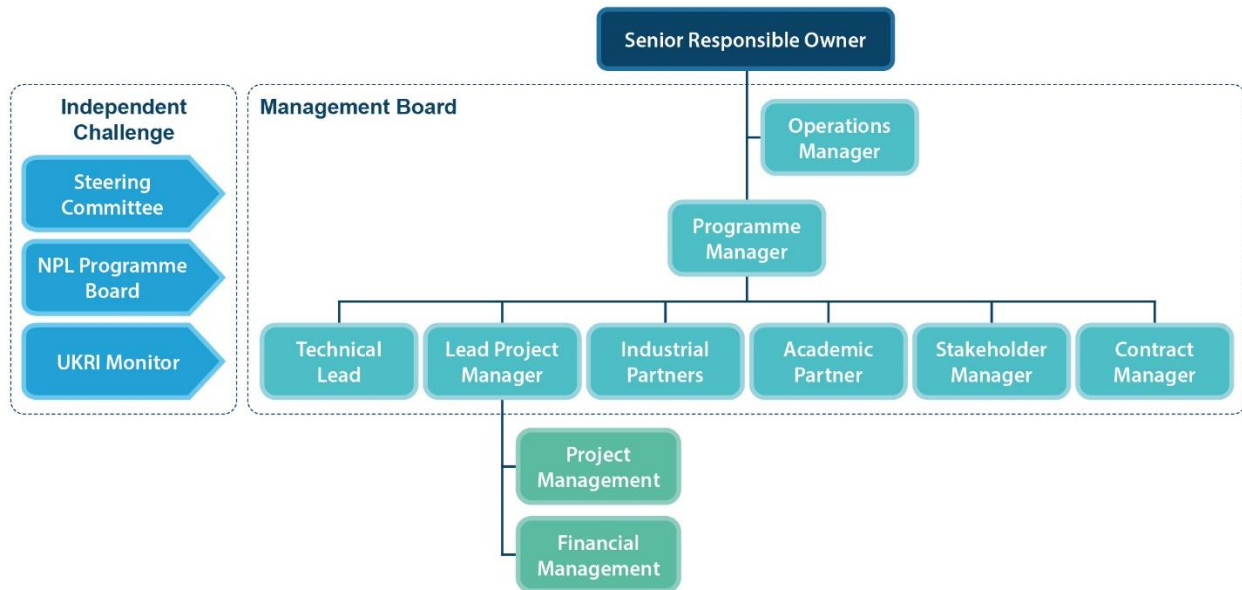 Senior Responsible Owner
Independent
Challenge
Steering
Committee
NPL Programme
Board
UKRI Monitor
Management Board
Operations
Manager
Programme
Manager
Technical
Lead
Lead Project
Manager
Industrial
Partners
Academic
Partner
Stakeholder
Manager
Contract
Manager
Project
Management
Financial
Management